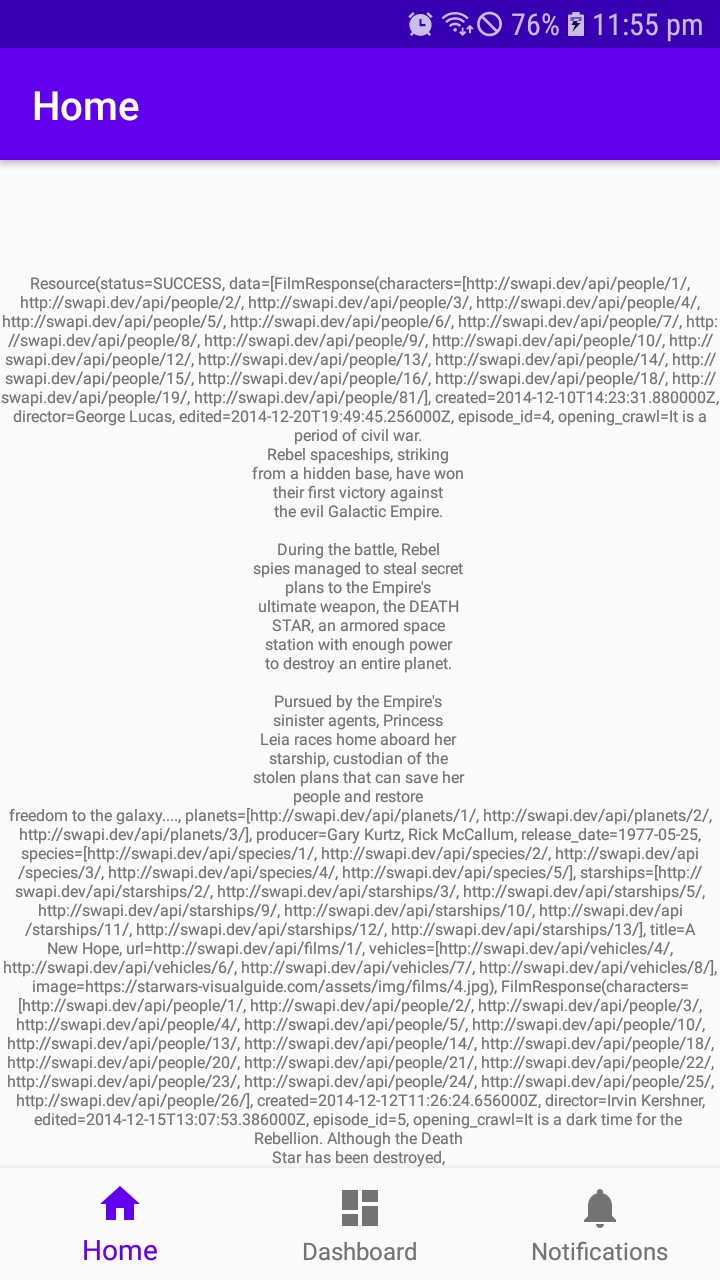 76% 11:55 pm
Home
Resource(status=SUCCESS, data=[FilmResponse(characters=[http://swapi.dev/api/people/1/,
http://swapi.dev/api/people/2/, http://swapi.dev/api/people/3/, http://swapi.dev/api/people/4/,
http://swapi.dev/api/people/5/, http://swapi.dev/api/people/6/, http://swapi.dev/api/people/7/, http:
//swapi.dev/api/people/8/, http://swapi.dev/api/people/9/, http://swapi.dev/api/people/10/, http://
swapi.dev/api/people/12/, http://swapi.dev/api/people/13/, http://swapi.dev/api/people/14/, http://
swapi.dev/api/people/15/, http://swapi.dev/api/people/16/, http://swapi.dev/api/people/18/, http://
swapi.dev/api/people/19/, http://swapi.dev/api/people/81/], created=2014-12-10T14:23:31.880000Z,
director=George Lucas, edited=2014-12-20T19:49:45.256000Z, episode_id=4, opening_crawl=It is a
period of civil war.
Rebel spaceships, striking
from a hidden base, have won
their first victory against
the evil Galactic Empire.
During the battle, Rebel
spies managed to steal secret
plans to the Empire's
ultimate weapon, the DEATH
STAR, an armored space
station with enough power
to destroy an entire planet.
Pursued by the Empire's
sinister agents, Princess
Leia races home aboard her
starship, custodian of the
stolen plans that can save her
people and restore
freedom to the galaxy...., planets=[http://swapi.dev/api/planets/1/, http://swapi.dev/api/planets/2/,
http://swapi.dev/api/planets/3/], producer=Gary Kurtz, Rick McCallum, release_date=1977-05-25,
species=[http://swapi.dev/api/species/1/, http://swapi.dev/api/species/2/, http://swapi.dev/api
/species/3/, http://swapi.dev/api/species/4/, http://swapi.dev/api/species/5/], starships=[http://
swapi.dev/api/starships/2/, http://swapi.dev/api/starships/3/, http://swapi.dev/api/starships/5/,
http://swapi.dev/api/starships/9/, http://swapi.dev/api/starships/10/, http://swapi.dev/api
/starships/11/, http://swapi.dev/api/starships/12/, http://swapi.dev/api/starships/13/], title=A
New Hope, url=http://swapi.dev/api/films/1/, vehicles=[http://swapi.dev/api/vehicles/4/,
http://swapi.dev/api/vehicles/6/, http://swapi.dev/api/vehicles/7/, http://swapi.dev/api/vehicles/8/],
image=https://starwars-visualguide.com/assets/img/films/4.jpg), FilmResponse(characters=
[http://swapi.dev/api/people/1/, http://swapi.dev/api/people/2/, http://swapi.dev/api/people/3/,
http://swapi.dev/api/people/4/, http://swapi.dev/api/people/5/, http://swapi.dev/api/people/10/,
http://swapi.dev/api/people/13/, http://swapi.dev/api/people/14/, http://swapi.dev/api/people/18/,
http://swapi.dev/api/people/20/, http://swapi.dev/api/people/21/, http://swapi.dev/api/people/22/,
http://swapi.dev/api/people/23/, http://swapi.dev/api/people/24/, http://swapi.dev/api/people/25/,
http://swapi.dev/api/people/26/], created=2014-12-12T11:26:24.656000Z, director=Irvin Kershner,
edited=2014-12-15T13:07:53.386000Z, episode_id=5, opening_crawl=It is a dark time for the
Rebellion. Although the Death
Star has been destroyed,
Home Dashboard Notifications